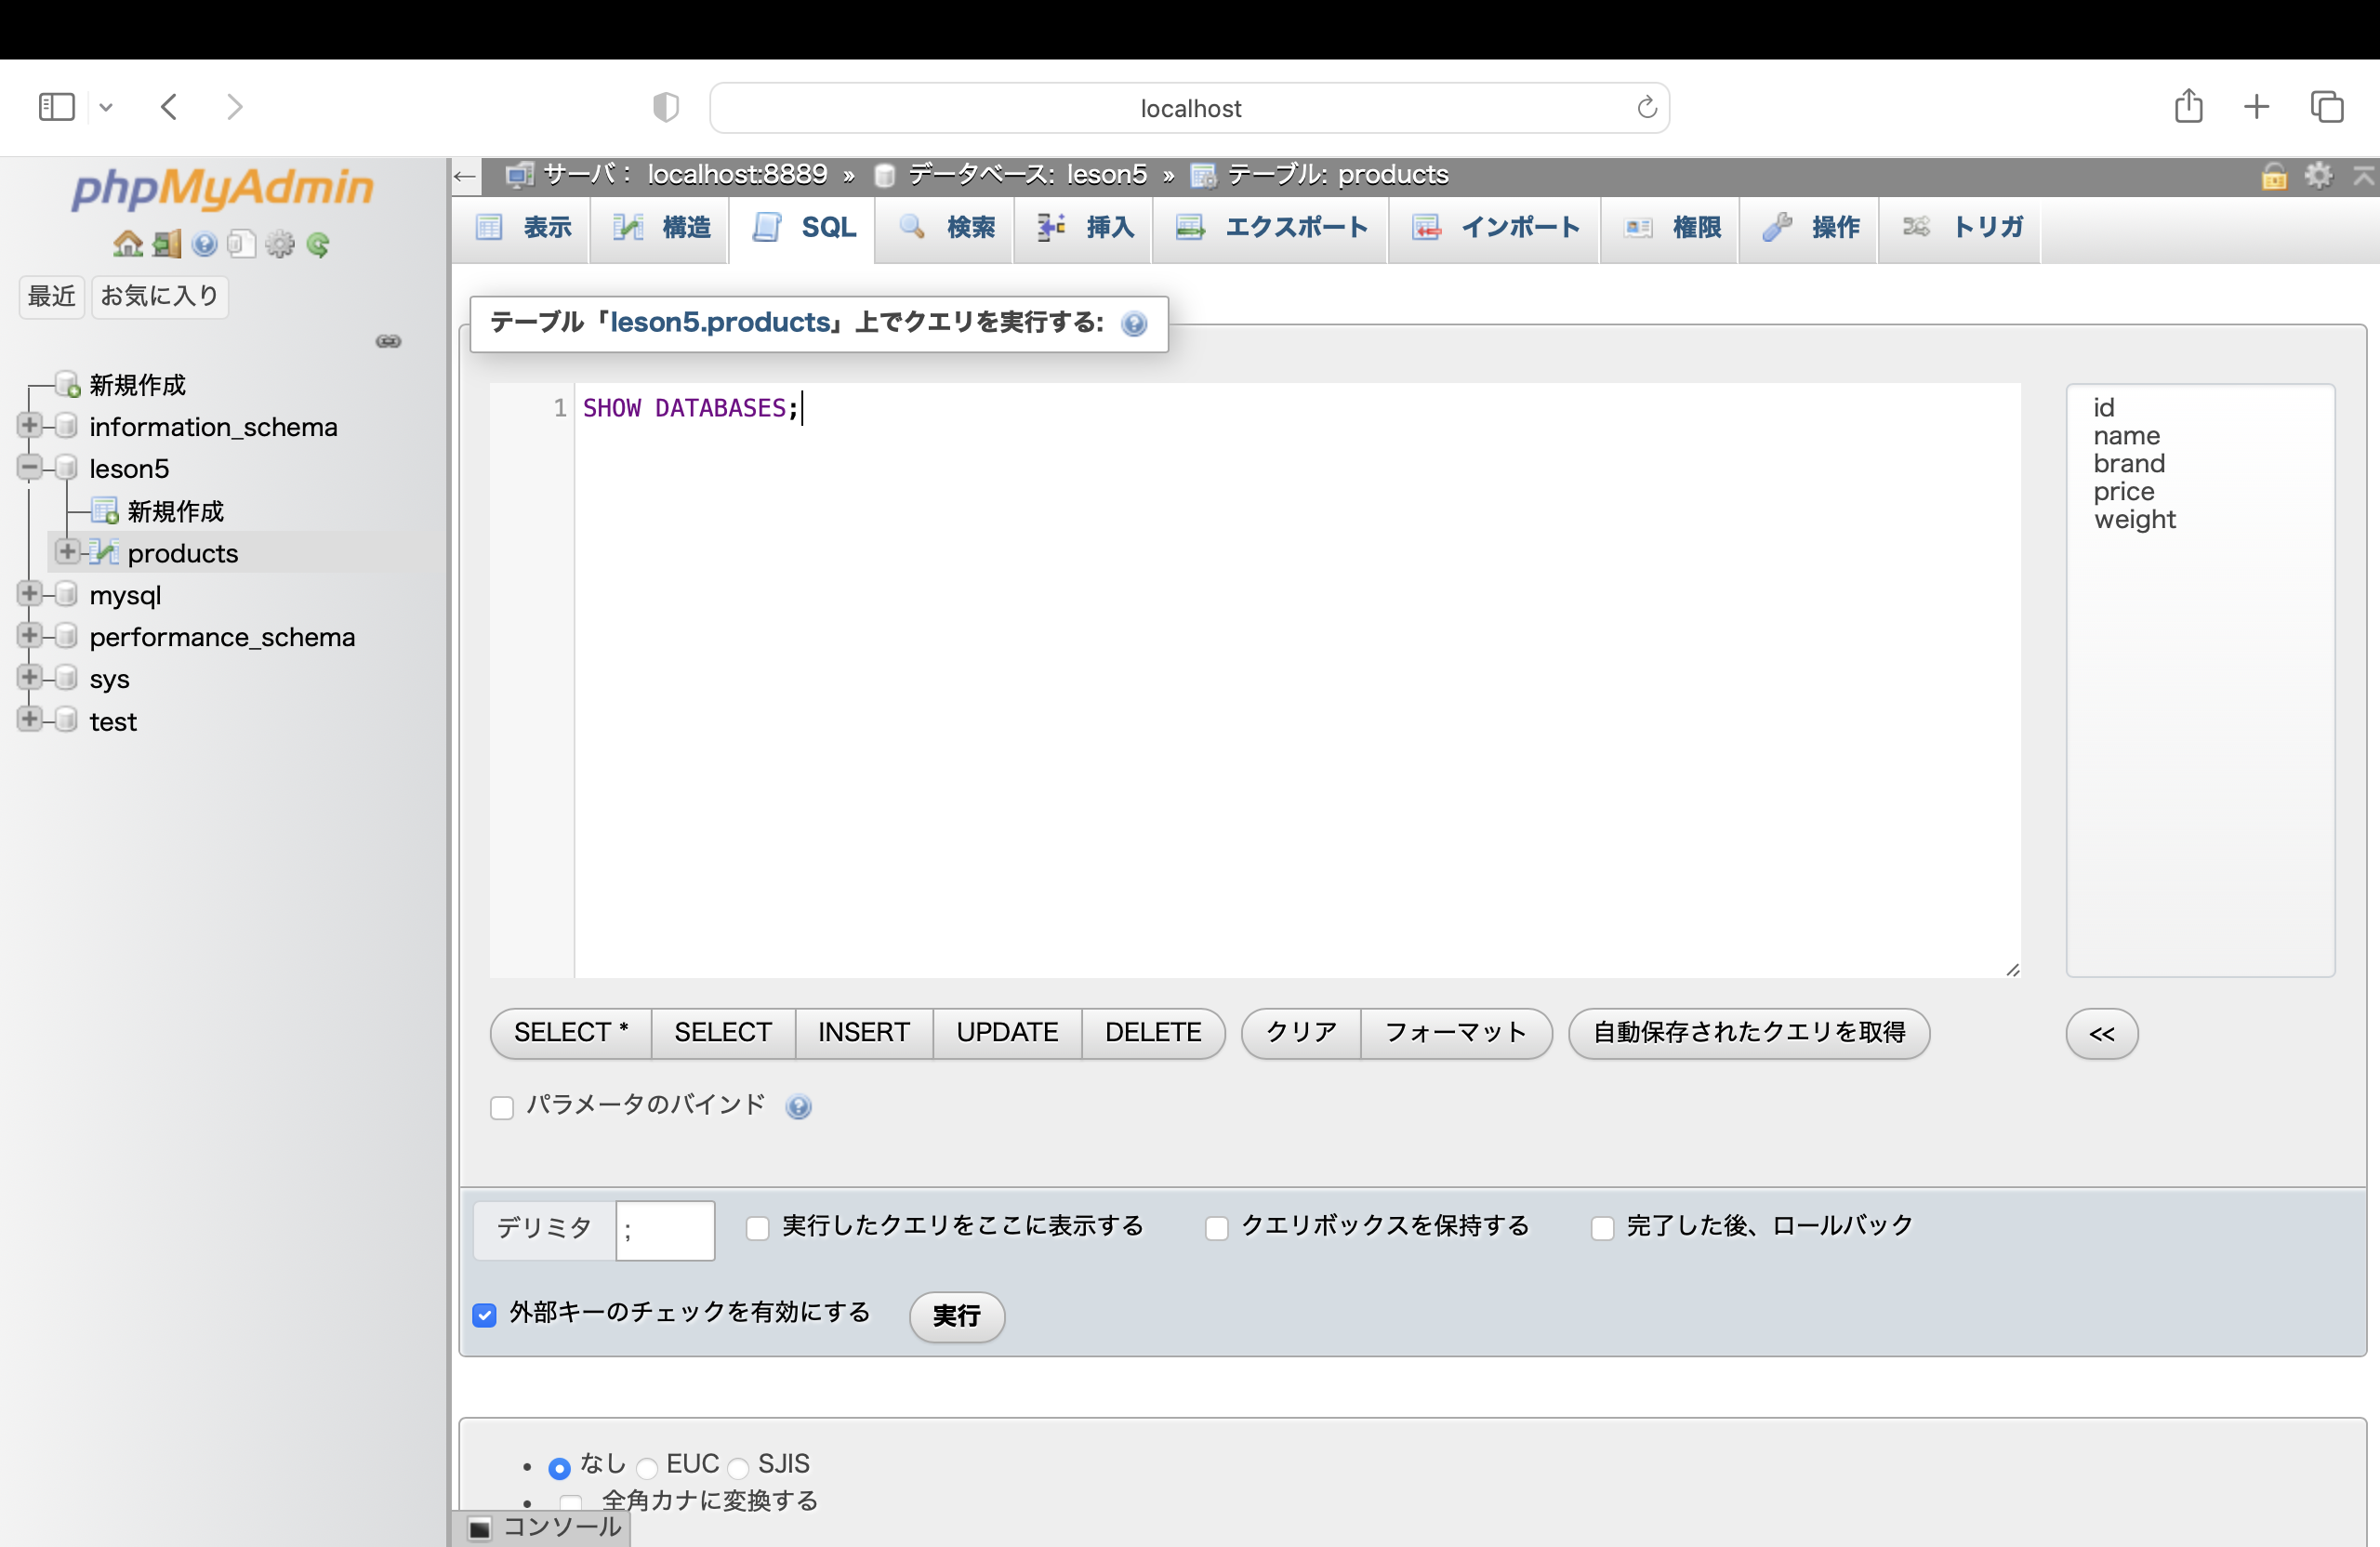 localhost
phpMyAdmin
最近 お気に入り
新規作成
information_schema
leson5
新規作成
products
mysql
performance_schema
sys
test
← サーバ： localhost:8889 » データベース: leson5 » テーブル: products
表示 構造 SQL 検索 挿入 エクスポート インポート 権限 操作 トリガ
テーブル「leson5.products」上でクエリを実行する:
1 SHOW DATABASES;
id
name
brand
price
weight
SELECT * SELECT INSERT UPDATE DELETE クリア フォーマット 自動保存されたクエリを取得 <<
パラメータのバインド
デリミタ ; 実行したクエリをここに表示する クエリボックスを保持する 完了した後、ロールバック
外部キーのチェックを有効にする 実行
• なし EUC SJIS
• 全角カナに変換する
コンソール